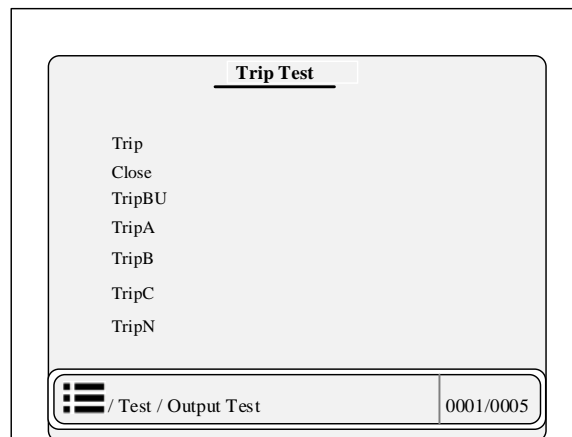 Trip Test
Trip
Close
TripBU
TripA
TripB
TripC
TripN
/ Test / Output Test 0001/0005